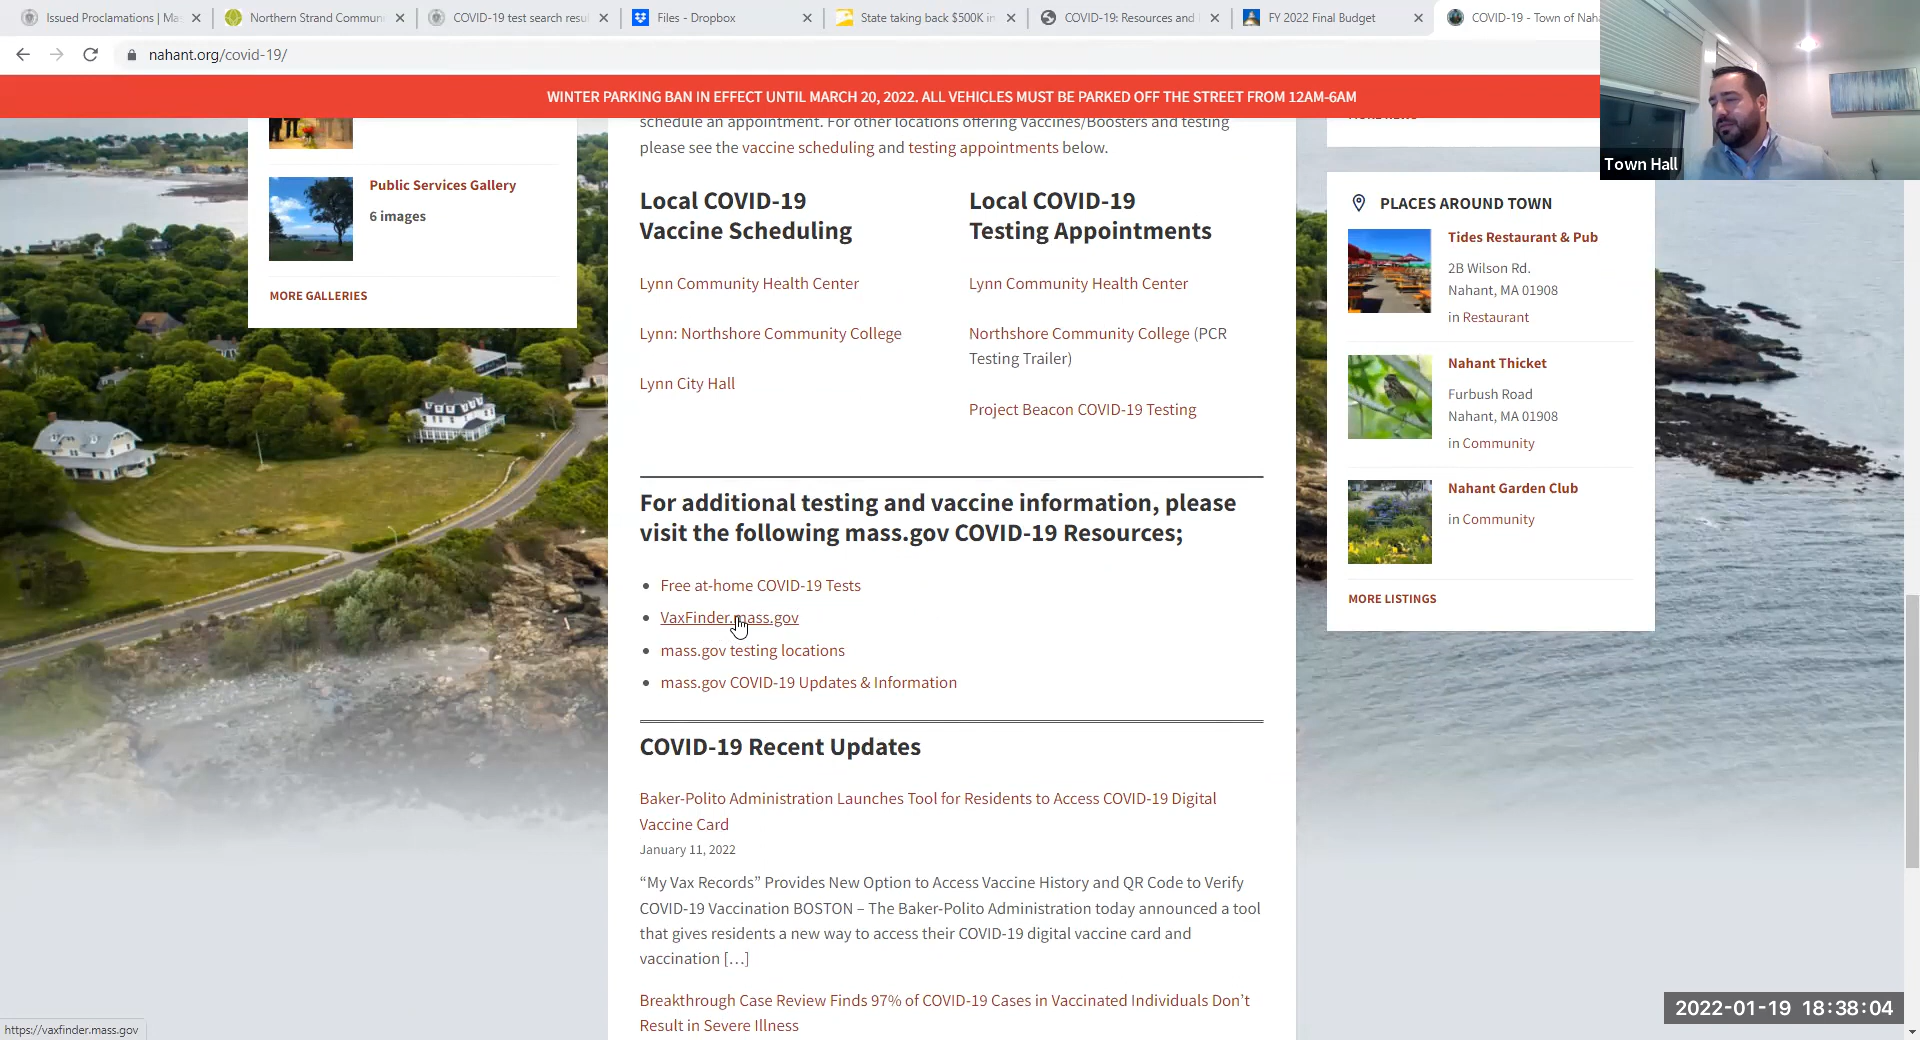 Issued Proclamations | Ma
Northern Strand Commun
COVID-19 test search resu
Files - Dropbox
State taking back $500K in
COVID-19: Resources and
FY 2022 Final Budget
COVID-19 - Town of Nah
nahant.org/covid-19/
WINTER PARKING BAN IN EFFECT UNTIL MARCH 20, 2022. ALL VEHICLES MUST BE PARKED OFF THE STREET FROM 12AM-6AM
Town Hall
Public Services Gallery
6 images
MORE GALLERIES
schedule an appointment. For other locations offering Vaccines/Boosters and testing
please see the vaccine scheduling and testing appointments below.
Local COVID-19
Vaccine Scheduling
Lynn Community Health Center
Lynn: Northshore Community College
Lynn City Hall
Local COVID-19
Testing Appointments
Lynn Community Health Center
Northshore Community College (PCR
Testing Trailer)
Project Beacon COVID-19 Testing
For additional testing and vaccine information, please
visit the following mass.gov COVID-19 Resources;
Free at-home COVID-19 Tests
VaxFinder.mass.gov
mass.gov testing locations
mass.gov COVID-19 Updates & Information
COVID-19 Recent Updates
Baker-Polito Administration Launches Tool for Residents to Access COVID-19 Digital
Vaccine Card
January 11, 2022
“My Vax Records” Provides New Option to Access Vaccine History and QR Code to Verify
COVID-19 Vaccination BOSTON – The Baker-Polito Administration today announced a tool
that gives residents a new way to access their COVID-19 digital vaccine card and
vaccination […]
Breakthrough Case Review Finds 97% of COVID-19 Cases in Vaccinated Individuals Don’t
Result in Severe Illness
PLACES AROUND TOWN
Tides Restaurant & Pub
2B Wilson Rd.
Nahant, MA 01908
in Restaurant
Nahant Thicket
Furbush Road
Nahant, MA 01908
in Community
Nahant Garden Club
in Community
MORE LISTINGS
https://vaxfinder.mass.gov
2022-01-19 18:38:04